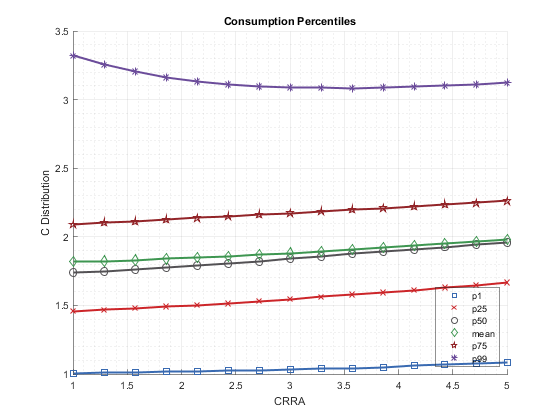 Consumption Percentiles
3.5
3
2.5
2
1.5
1
C Distribution
p1
p25
p50
mean
p75
p99
1 1.5 2 2.5 3 3.5 4 4.5 5
CRRA